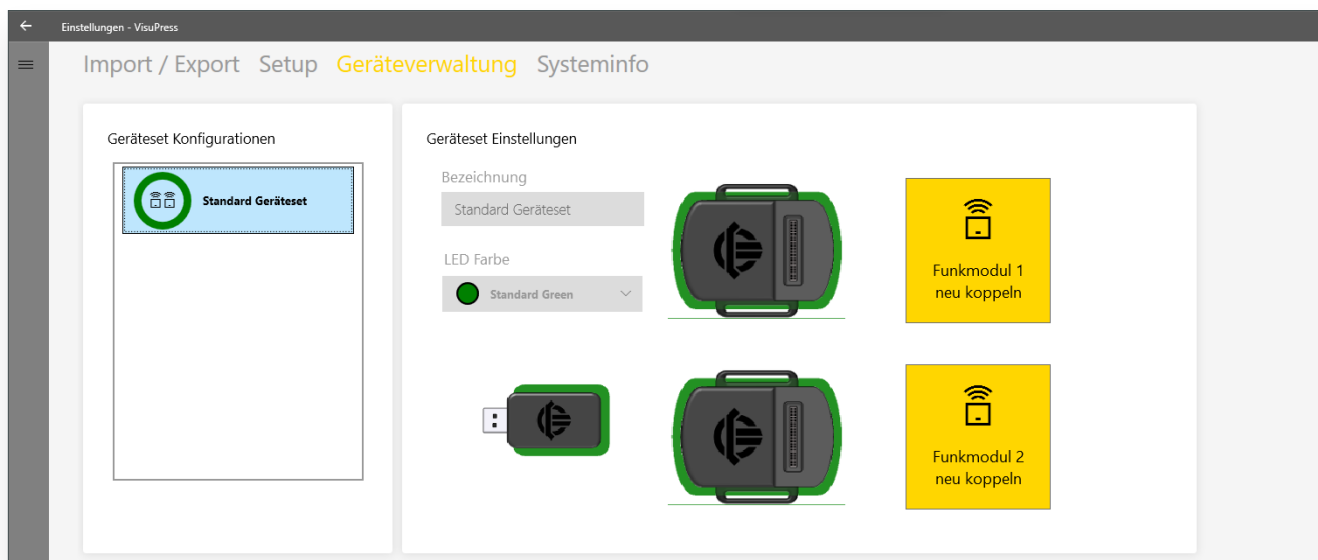 Einstellungen - VisuPress
Import / Export Setup Geräteverwaltung Systeminfo
Geräteset Konfigurationen
Standard Geräteset
Geräteset Einstellungen
Bezeichnung
Standard Geräteset
LED Farbe
Standard Green
Funkmodul 1
neu koppeln
Funkmodul 2
neu koppeln